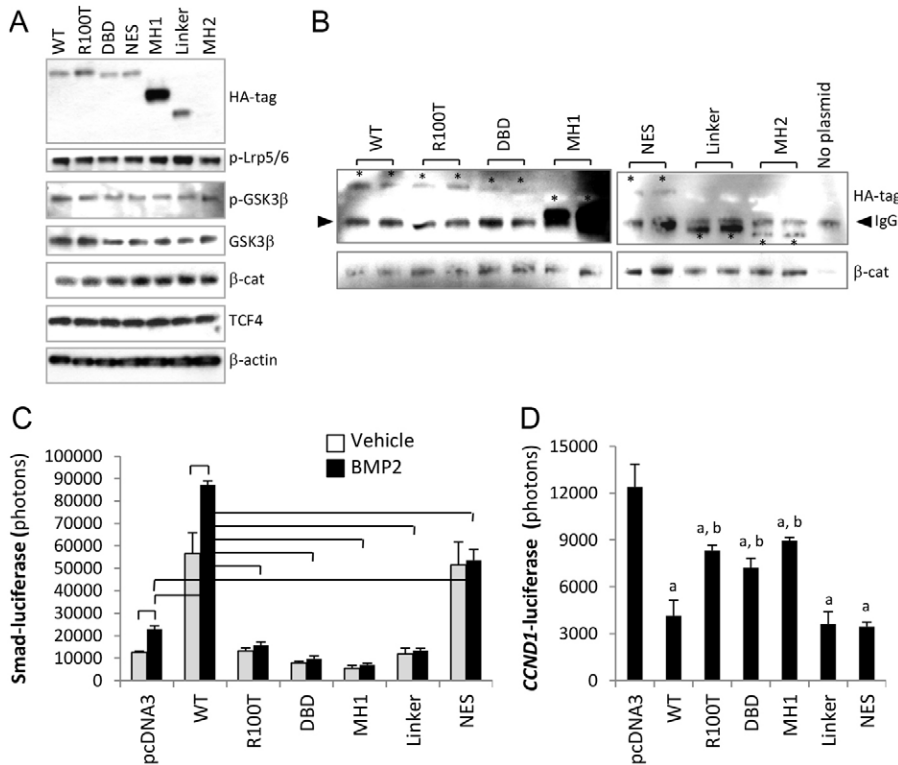 A
WT
R100T
DBD
NES
MH1
Linker
MH2
HA-tag
p-Lrp5/6
p-GSK3β
GSK3β
β-cat
TCF4
β-actin
B
WT
R100T
DBD
MH1
NES
Linker
MH2
No plasmid
* * * * * * * *
* * * * * *
HA-tag
IgG
β-cat
C
Vehicle
BMP2
Smad-luciferase (photons)
100000
90000
80000
70000
60000
50000
40000
30000
20000
10000
0
pcDNA3
WT
R100T
DBD
MH1
Linker
NES
D
CCND1-luciferase (photons)
15000
12000
9000
6000
3000
0
a
a, b
a, b
a, b
a
a
pcDNA3
WT
R100T
DBD
MH1
Linker
NES